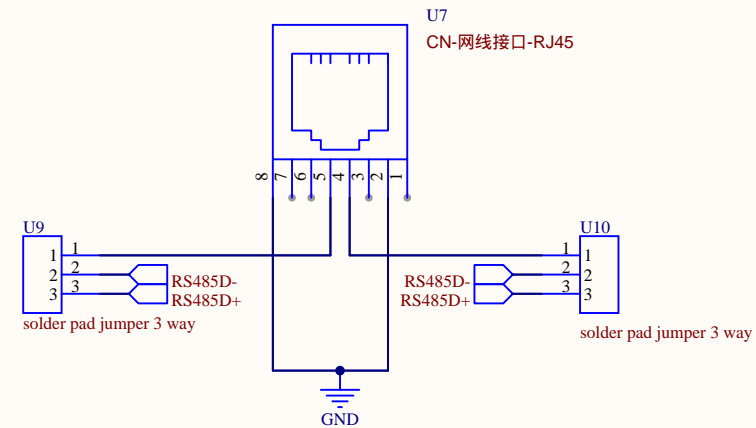 U7
CN-网线接口-RJ45
8 7 6 5 4 3 2 1
U9
1 1
2 2 RS485D-
3 3 RS485D+
solder pad jumper 3 way
U10
1 1
RS485D- 2 2
RS485D+ 3 3
solder pad jumper 3 way
GND